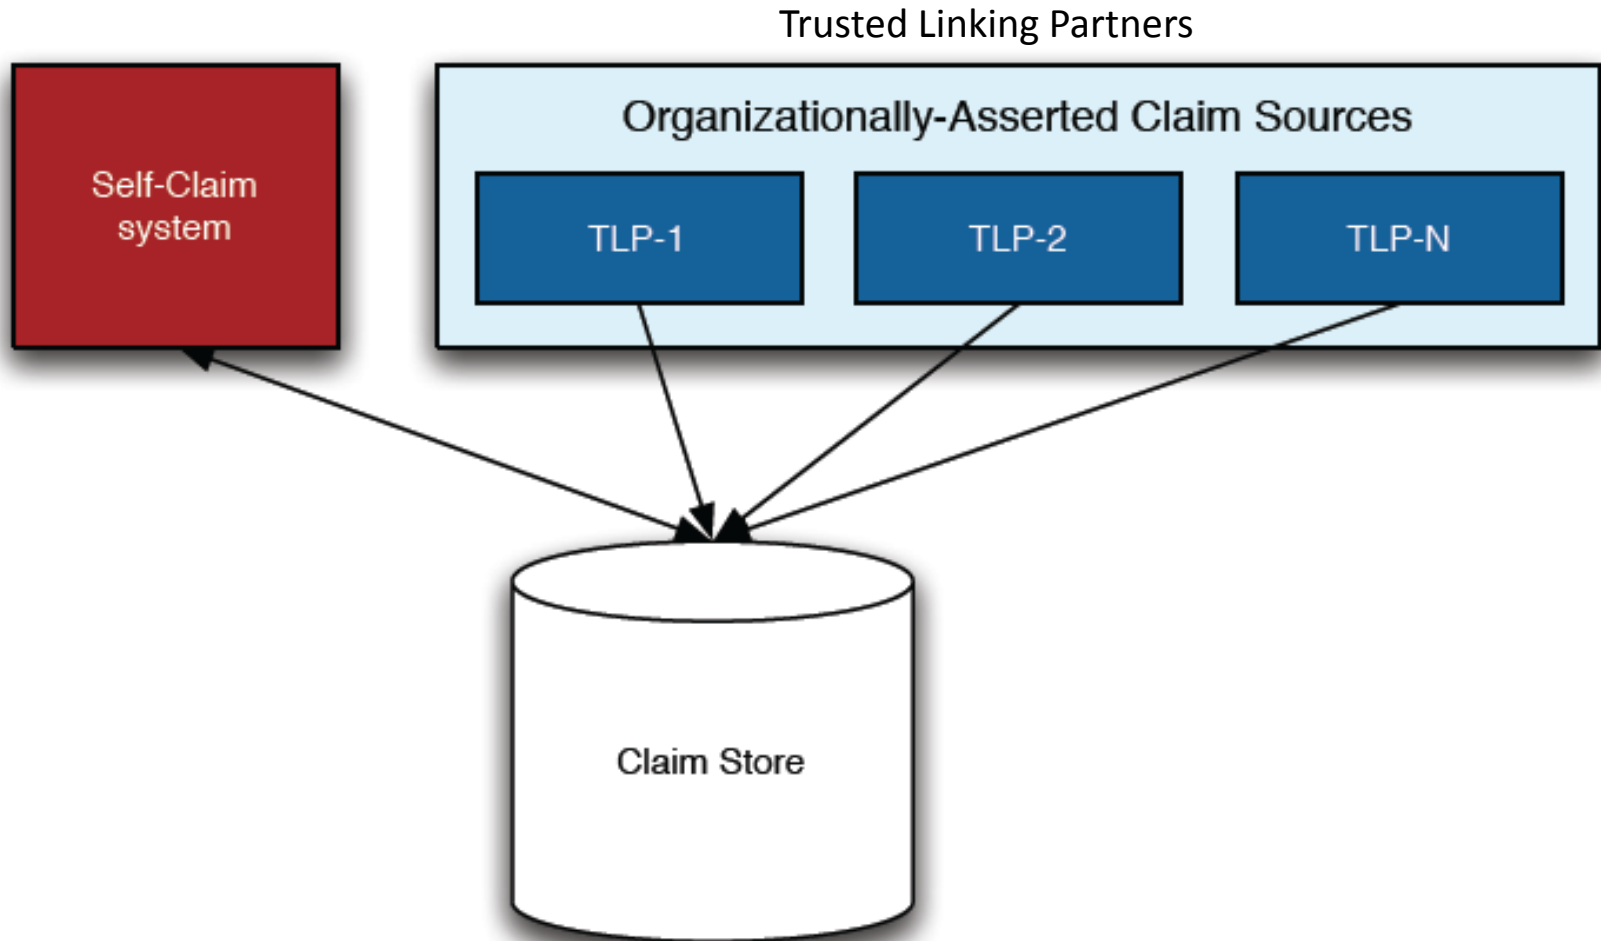 Trusted Linking Partners
Organizationally-Asserted Claim Sources
Self-Claim
system
TLP-1
TLP-2
TLP-N
Claim Store